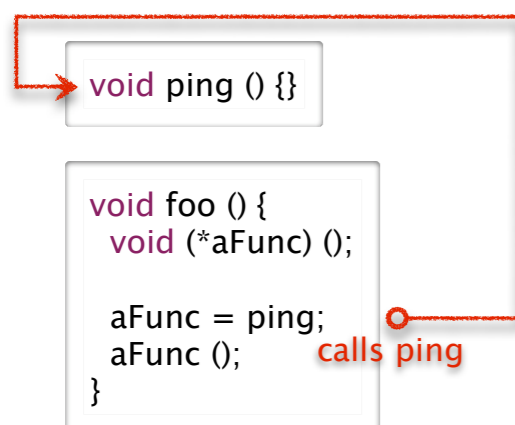 void ping () {}
void foo () {
void (*aFunc) ();
aFunc = ping;
aFunc ();
calls ping
}